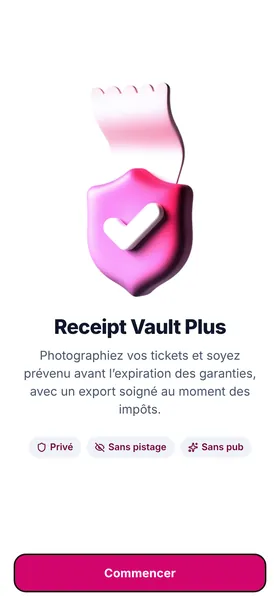 Receipt Vault Plus
Photographiez vos tickets et soyez
prévenu avant l’expiration des garanties,
avec un export soigné au moment des
impôts.
Privé
Sans pistage
Sans pub
Commencer